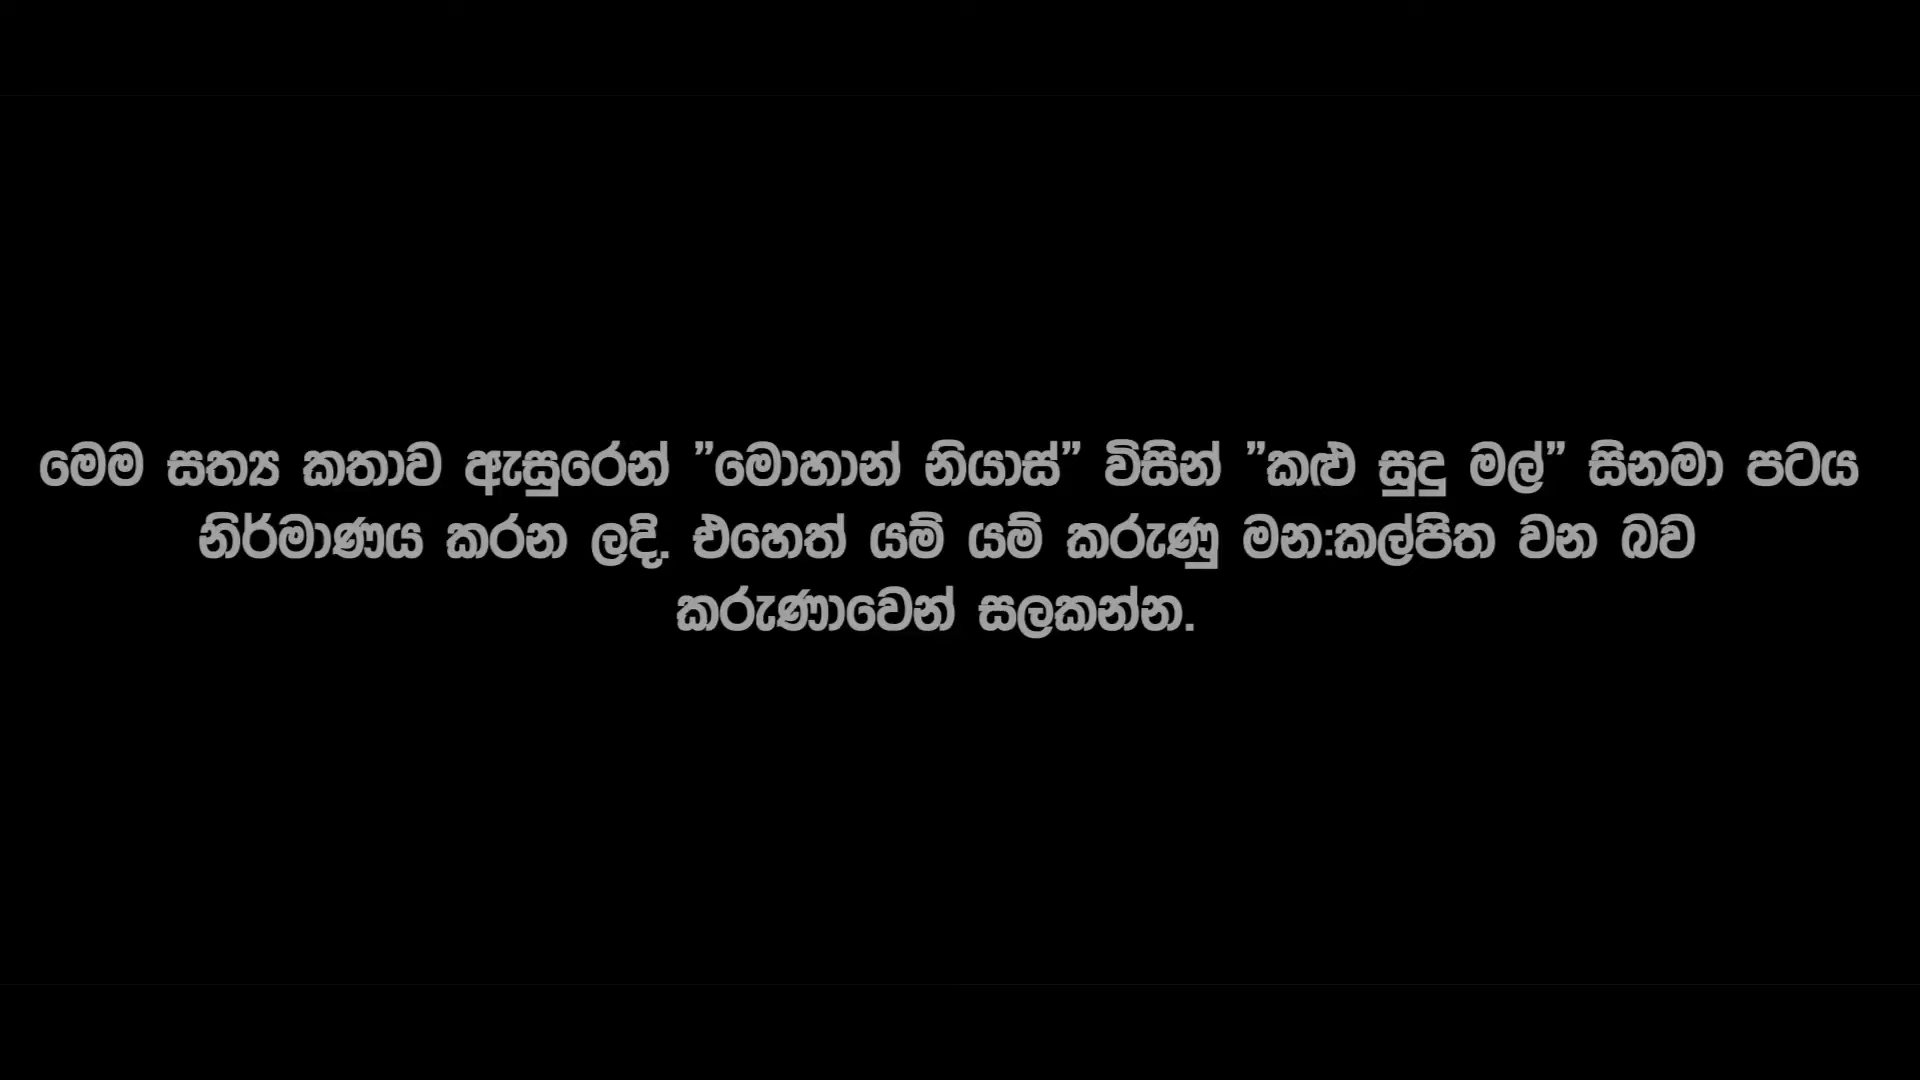 මෙම සත්‍ය කතාව ඇසුරෙන් ”මොහාන් නියාස්” විසින් ”කළු සුදු මල්” සිනමා පටය
නිර්මාණය කරන ලදි. එහෙත් යම් යම් කරුණු මන:කල්පිත වන බව
කරුණාවෙන් සලකන්න.